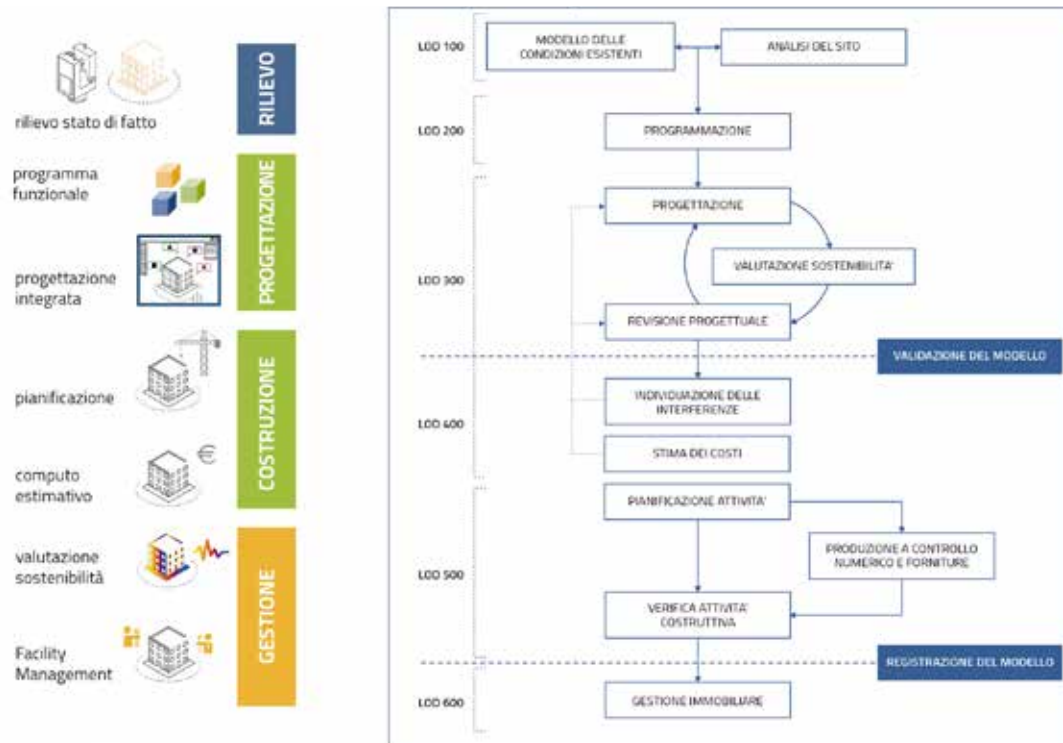 rilievo stato di fatto
RILIEVO
programma
funzionale
progettazione
integrata
PROGETTAZIONE
pianificazione
computo
estimativo
COSTRUZIONE
valutazione
sostenibilità
Facility
Management
GESTIONE
LOD 100
MODELLO DELLE
CONDIZIONI ESISTENTI
ANALISI DEL SITO
LOD 200
PROGRAMMAZIONE
LOD 300
PROGETTAZIONE
VALUTAZIONE SOSTENIBILITA'
REVISIONE PROGETTUALE
VALIDAZIONE DEL MODELLO
LOD 400
INDIVIDUAZIONE DELLE
INTERFERENZE
STIMA DEI COSTI
LOD 500
PIANIFICAZIONE ATTIVITA'
PRODUZIONE A CONTROLLO
NUMERICO E FORNITURE
VERIFICA ATTIVITA'
COSTRUTTIVA
REGISTRAZIONE DEL MODELLO
LOD 600
GESTIONE IMMOBILIARE